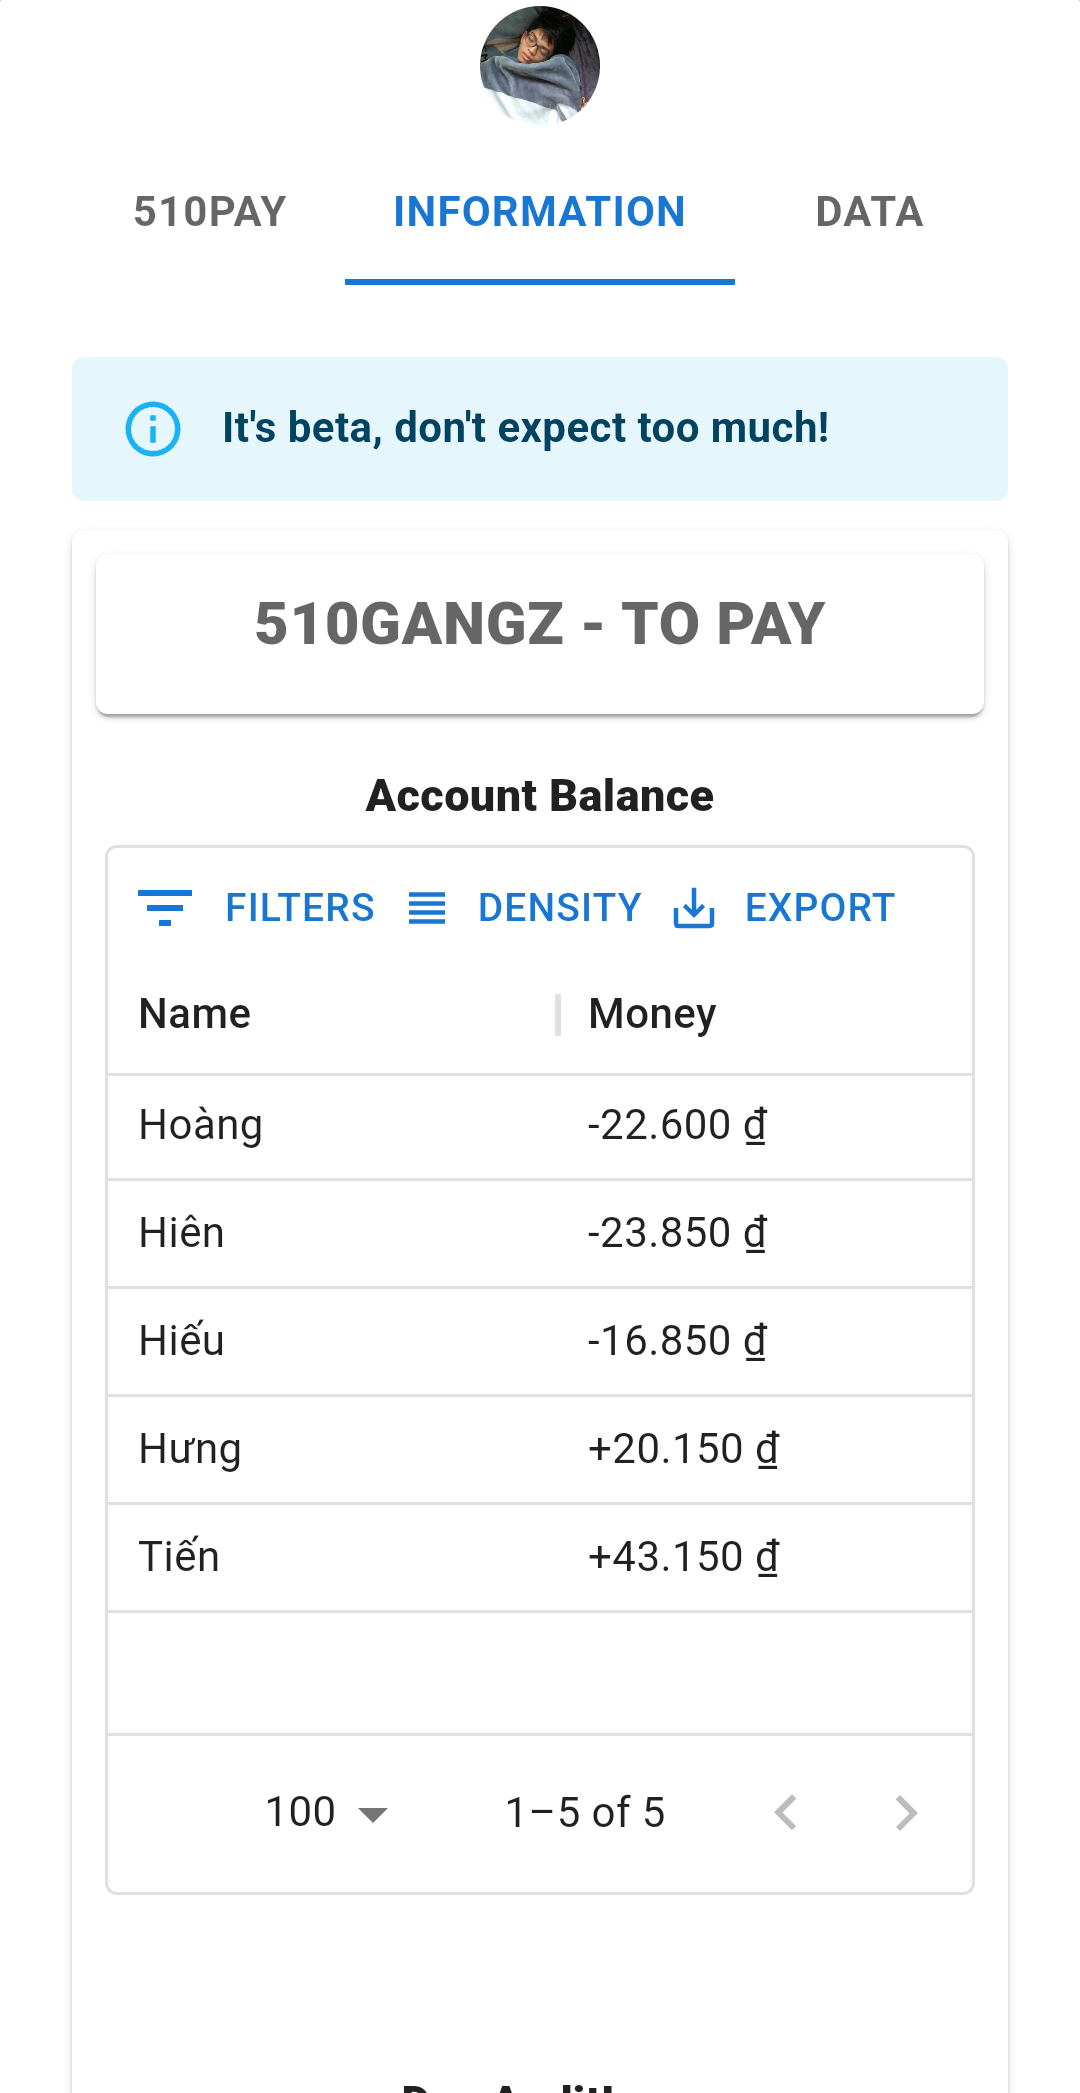 510PAY INFORMATION DATA
It's beta, don't expect too much!
510GANGZ - TO PAY
Account Balance
FILTERS DENSITY EXPORT
Name Money
Hoàng -22.600 ₫
Hiên -23.850 ₫
Hiếu -16.850 ₫
Hưng +20.150 ₫
Tiến +43.150 ₫
100 1–5 of 5